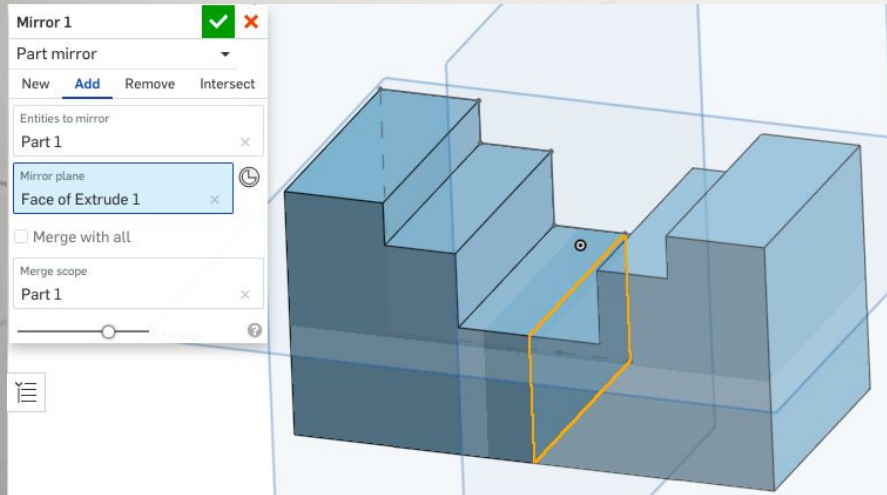 Mirror 1
Part mirror
New Add Remove Intersect
Entities to mirror
Part 1
Mirror plane
Face of Extrude 1
Merge with all
Merge scope
Part 1